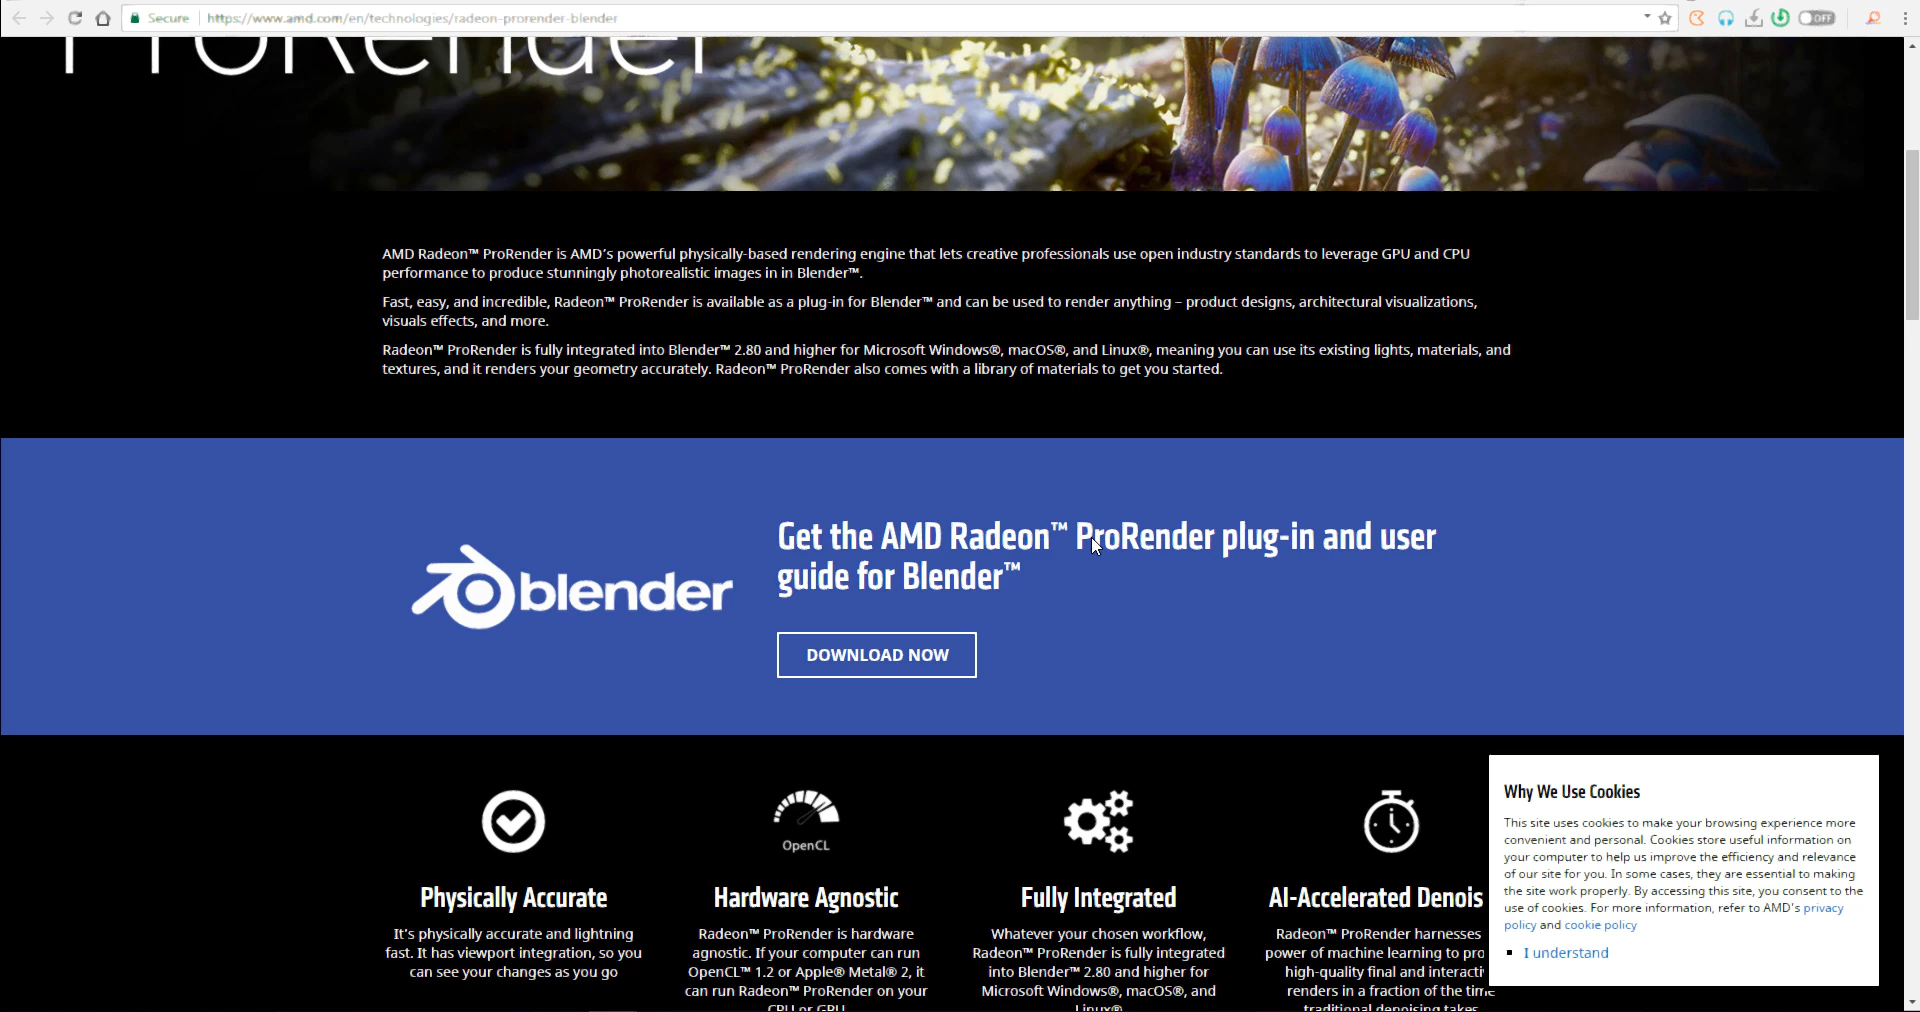 Secure https://www.amd.com/en/technologies/radeon-prorender-blender
OFF
ProRender
AMD Radeon™ ProRender is AMD's powerful physically-based rendering engine that lets creative professionals use open industry standards to leverage GPU and CPU
performance to produce stunningly photorealistic images in in Blender™.
Fast, easy, and incredible, Radeon™ ProRender is available as a plug-in for Blender™ and can be used to render anything – product designs, architectural visualizations,
visuals effects, and more.
Radeon™ ProRender is fully integrated into Blender™ 2.80 and higher for Microsoft Windows®, macOS®, and Linux®, meaning you can use its existing lights, materials, and
textures, and it renders your geometry accurately. Radeon™ ProRender also comes with a library of materials to get you started.
blender
Get the AMD Radeon™ ProRender plug-in and user
guide for Blender™
DOWNLOAD NOW
Physically Accurate
It's physically accurate and lightning
fast. It has viewport integration, so you
can see your changes as you go
OpenCL
Hardware Agnostic
Radeon™ ProRender is hardware
agnostic. If your computer can run
OpenCL™ 1.2 or Apple® Metal® 2, it
can run Radeon™ ProRender on your
CPU or GPU
Fully Integrated
Whatever your chosen workflow,
Radeon™ ProRender is fully integrated
into Blender™ 2.80 and higher for
Microsoft Windows®, macOS®, and
Linux®
AI-Accelerated Denois
Radeon™ ProRender harnesses
power of machine learning to pro
high-quality final and interacti
renders in a fraction of the time
traditional denoising takes
Why We Use Cookies
This site uses cookies to make your browsing experience more
convenient and personal. Cookies store useful information on
your computer to help us improve the efficiency and relevance
of our site for you. In some cases, they are essential to making
the site work properly. By accessing this site, you consent to the
use of cookies. For more information, refer to AMD's privacy
policy and cookie policy
I understand